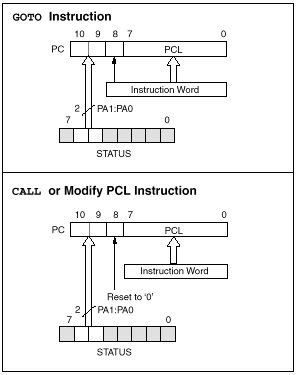 GOTO Instruction
10 9 8 7 0
PC PCL
Instruction Word
2 PA1:PA0
7 0
STATUS
CALL or Modify PCL Instruction
10 9 8 7 0
PC PCL
Instruction Word
Reset to ‘0’
2 PA1:PA0
7 0
STATUS